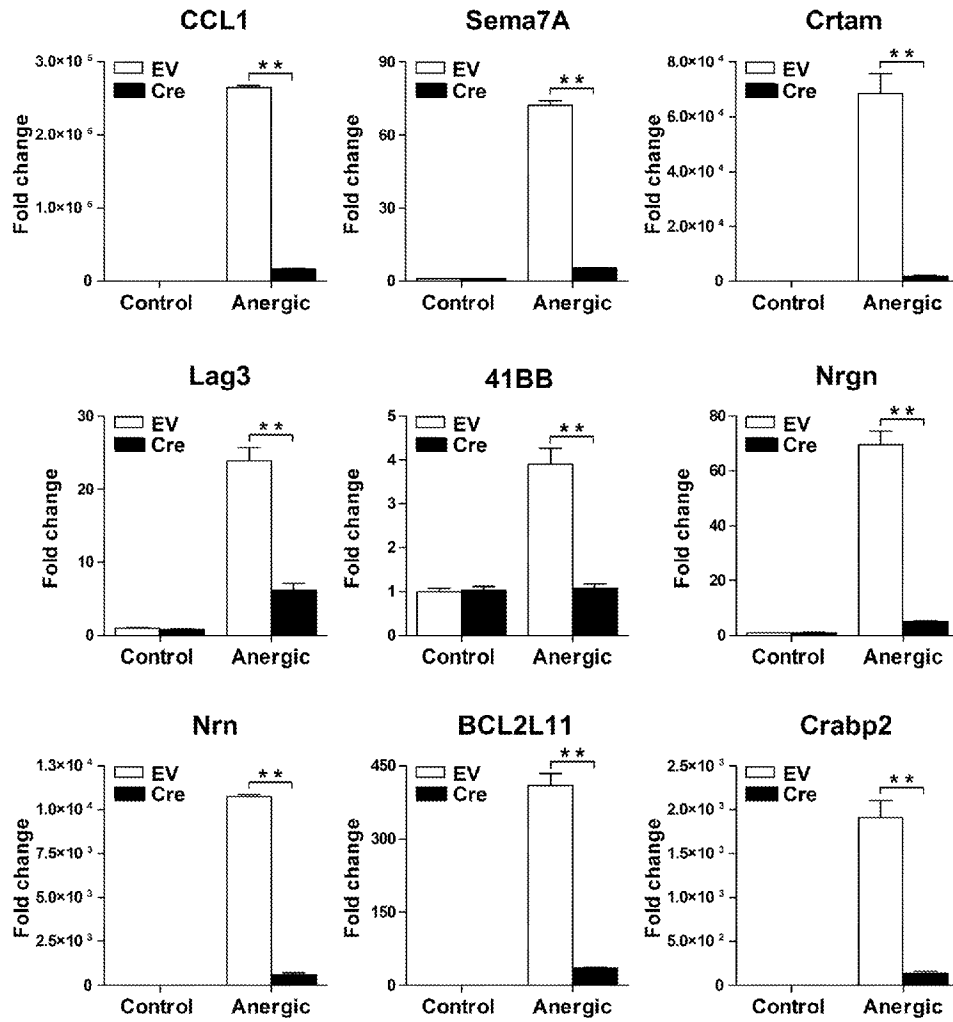 CCL1
Fold change
3.0×10⁵
2.0×10⁵
1.0×10⁵
0
EV
Cre
**
Control Anergic
Sema7A
Fold change
90
60
30
0
EV
Cre
**
Control Anergic
Crtam
Fold change
8.0×10⁴
6.0×10⁴
4.0×10⁴
2.0×10⁴
0
EV
Cre
**
Control Anergic
Lag3
Fold change
30
20
10
0
EV
Cre
**
Control Anergic
41BB
Fold change
5
4
3
2
1
0
EV
Cre
**
Control Anergic
Nrgn
Fold change
80
60
40
20
0
EV
Cre
**
Control Anergic
Nrn
Fold change
1.3×10⁴
1.0×10⁴
7.5×10³
5.0×10³
2.5×10³
0
EV
Cre
**
Control Anergic
BCL2L11
Fold change
450
300
150
0
EV
Cre
**
Control Anergic
Crabp2
Fold change
2.5×10³
2.0×10³
1.5×10³
1.0×10³
5.0×10²
0
EV
Cre
**
Control Anergic